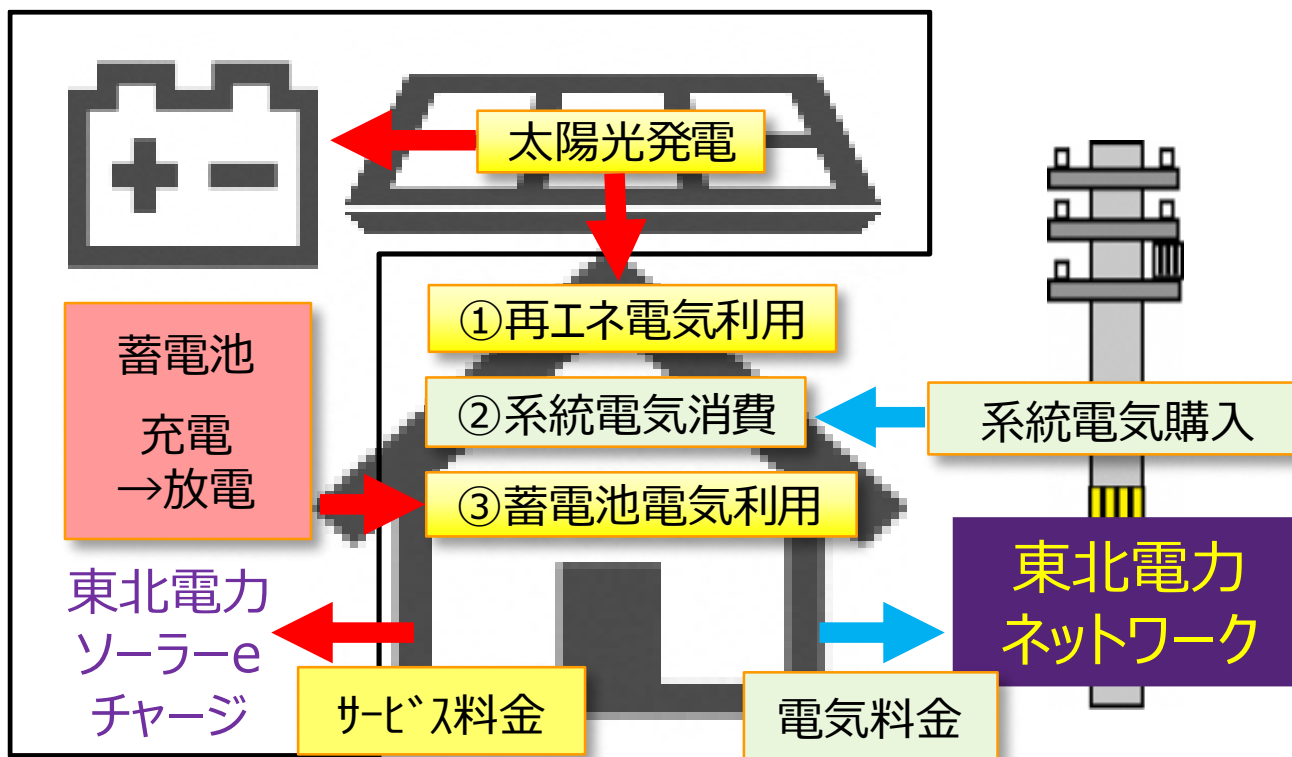 太陽光発電
①再エネ電気利用
蓄電池
充電
→放電
②系統電気消費
系統電気購入
③蓄電池電気利用
東北電力
ソーラーe
チャージ
東北電力
ネットワーク
ｻｰﾋﾞｽ料金
電気料金